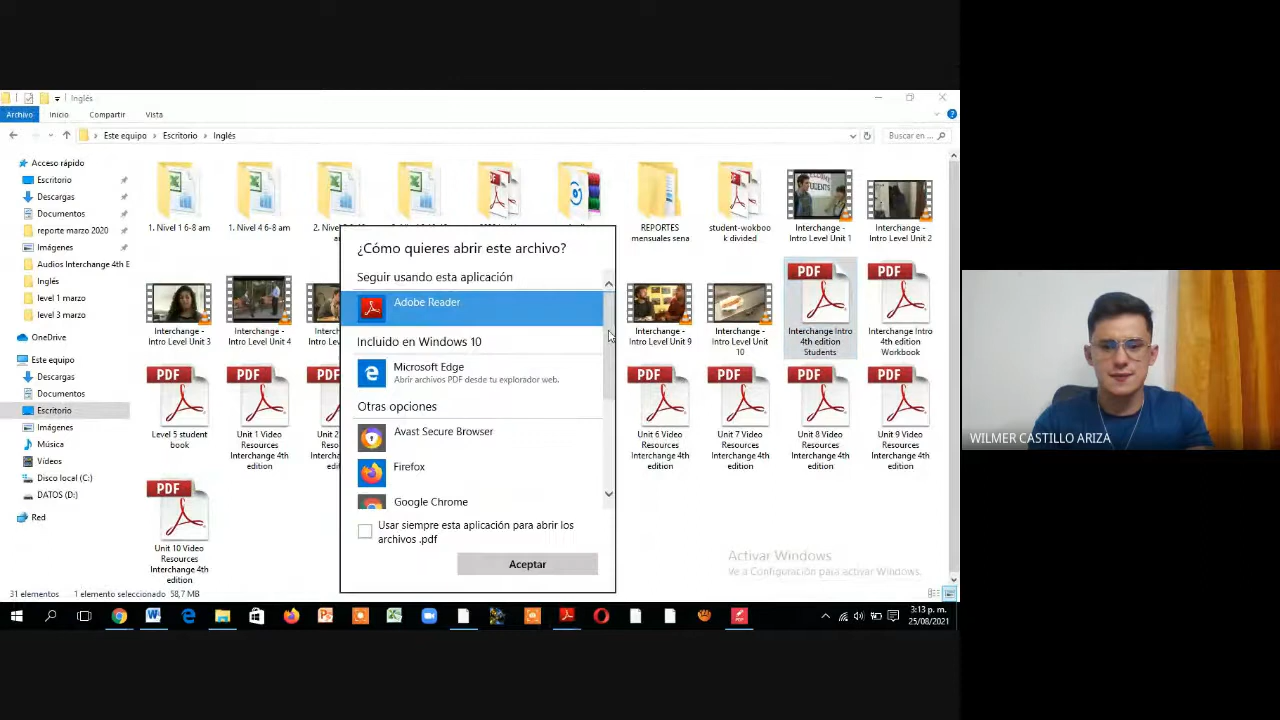 Inglés
Archivo Inicio Compartir Vista
Este equipo Escritorio Inglés Buscar en ...
Acceso rápido
Escritorio
Descargas
Documentos
reporte marzo 2020
Imágenes
Audios Interchange 4th E
Inglés
level 1 marzo
level 3 marzo
OneDrive
Este equipo
Descargas
Documentos
Escritorio
Imágenes
Música
Vídeos
Disco local (C:)
DATOS (D:)
Red
1. Nivel 1 6-8 am
1. Nivel 4 6-8 am
REPORTES
mensuales sena
student-wokboo
k divided
Interchange -
Intro Level Unit 1
Interchange -
Intro Level Unit 2
Interchange -
Intro Level Unit
3
Interchange -
Intro Level Unit
4
Interchange -
Intro Level Unit 9
Interchange -
Intro Level Unit
10
PDF
Interchange Intro
4th edition
Students
PDF
Interchange Intro
4th edition
Workbook
PDF
Level 5 student
book
PDF
Unit 1 Video
Resources
Interchange 4th
edition
PDF
Unit 6 Video
Resources
Interchange 4th
edition
PDF
Unit 7 Video
Resources
Interchange 4th
edition
PDF
Unit 8 Video
Resources
Interchange 4th
edition
PDF
Unit 9 Video
Resources
Interchange 4th
edition
PDF
Unit 10 Video
Resources
Interchange 4th
edition
¿Cómo quieres abrir este archivo?
Seguir usando esta aplicación
Adobe Reader
Incluido en Windows 10
Microsoft Edge
Abrir archivos PDF desde tu explorador web.
Otras opciones
Avast Secure Browser
Firefox
Google Chrome
Usar siempre esta aplicación para abrir los
archivos .pdf
Aceptar
Activar Windows
Ve a Configuración para activar Windows.
31 elementos 1 elemento seleccionado 58,7 MB
3:13 p. m.
25/08/2021
WILMER CASTILLO ARIZA